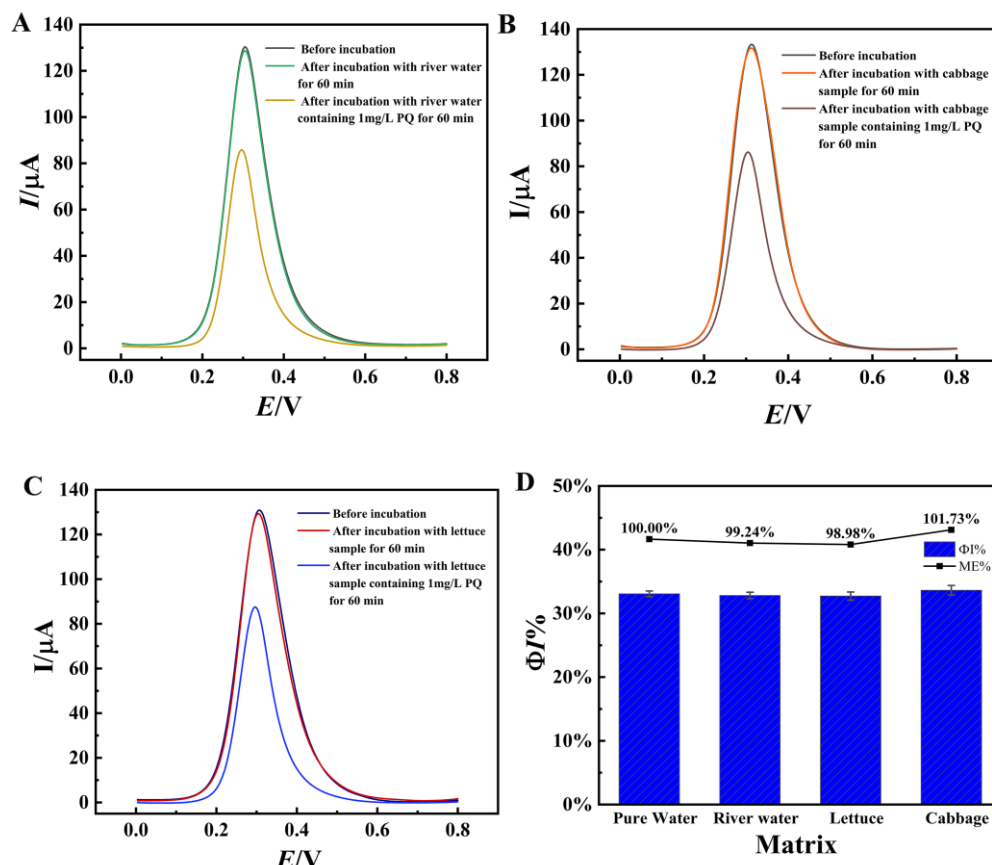 A
140
120
100
80
60
40
20
0
I/μA
Before incubation
After incubation with river water
for 60 min
After incubation with river water
containing 1mg/L PQ for 60 min
0.0 0.2 0.4 0.6 0.8
E/V
B
140
120
100
80
60
40
20
0
I/μA
Before incubation
After incubation with cabbage
sample for 60 min
After incubation with cabbage
sample containing 1mg/L PQ
for 60 min
0.0 0.2 0.4 0.6 0.8
E/V
C
140
120
100
80
60
40
20
0
I/μA
Before incubation
After incubation with lettuce
sample for 60 min
After incubation with lettuce
sample containing 1mg/L PQ
for 60 min
0.0 0.2 0.4 0.6 0.8
E/V
D
50%
40%
30%
20%
10%
0%
ΦI%
100.00% 99.24% 98.98% 101.73%
ΦI%
ME%
Pure Water River water Lettuce Cabbage
Matrix